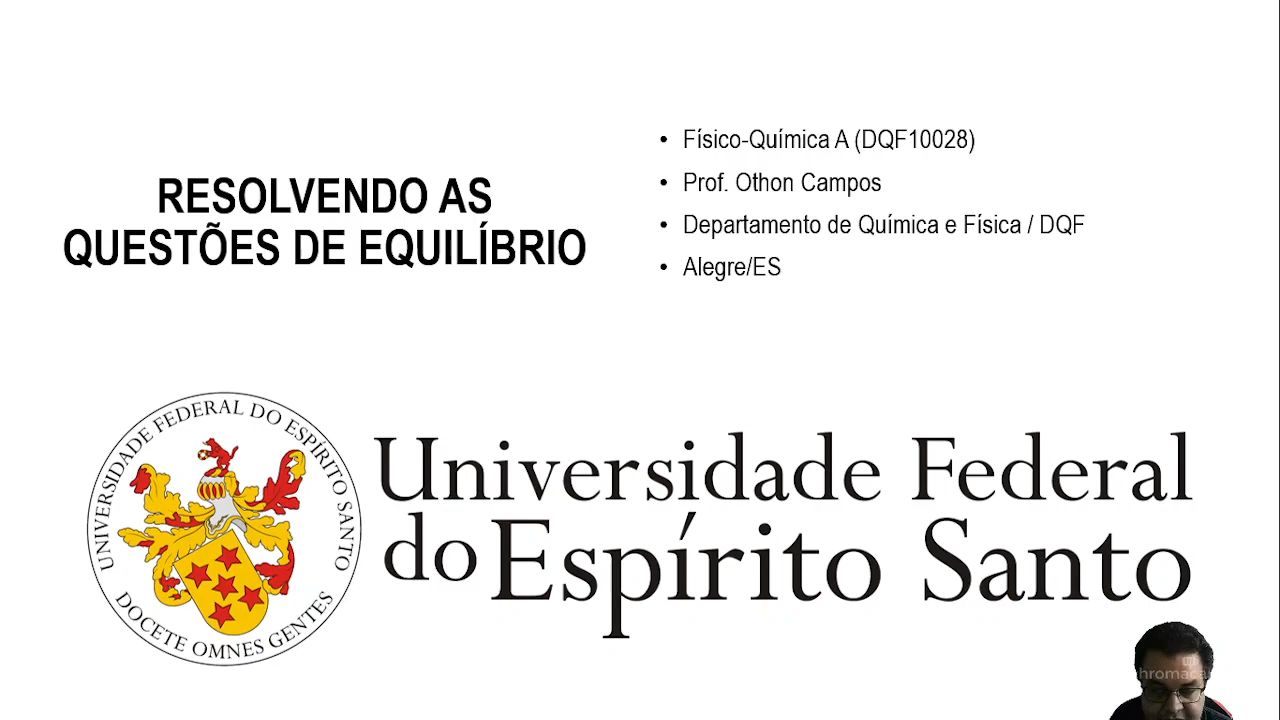 RESOLVENDO AS
QUESTÕES DE EQUILÍBRIO
• Físico-Química A (DQF10028)
• Prof. Othon Campos
• Departamento de Química e Física / DQF
• Alegre/ES
UNIVERSIDADE FEDERAL DO ESPÍRITO SANTO
DOCETE OMNES GENTES
Universidade Federal
do Espírito Santo